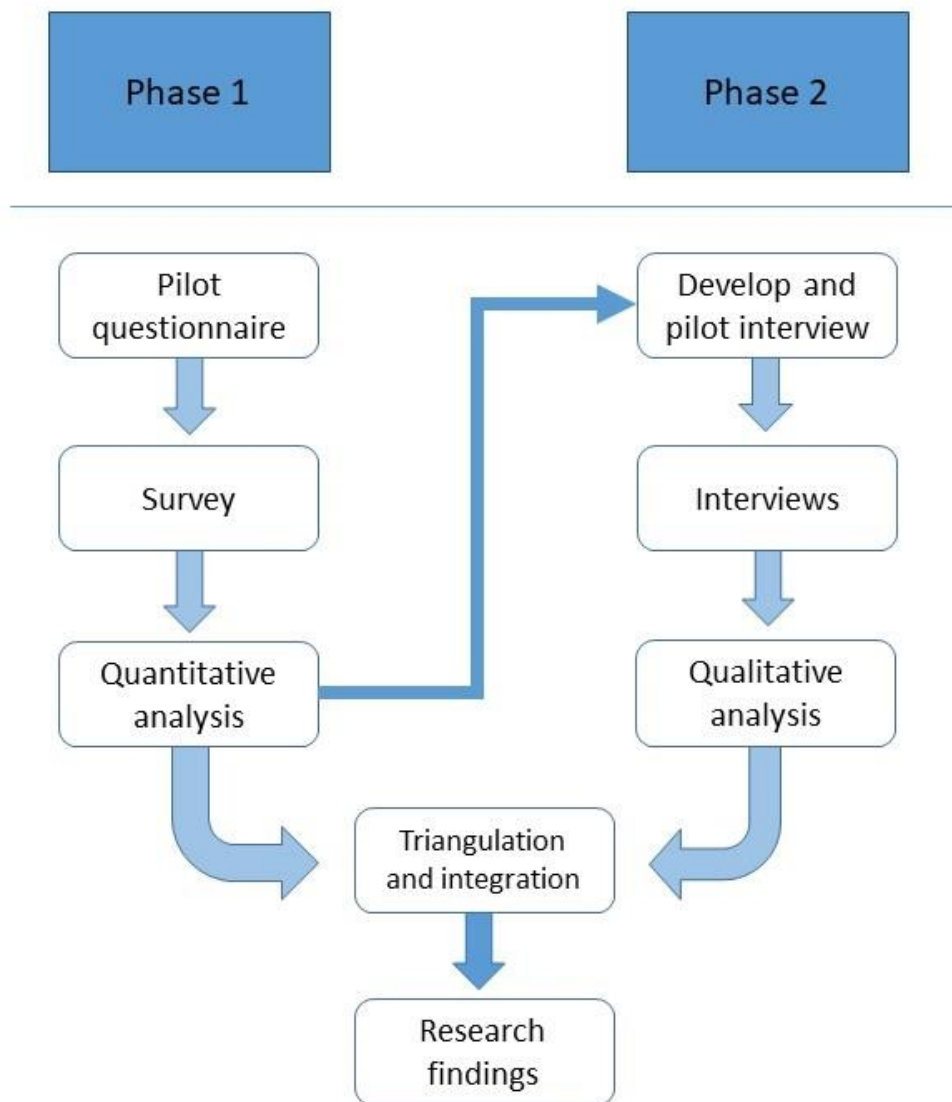 Phase 1
Phase 2
Pilot
questionnaire
Survey
Quantitative
analysis
Develop and
pilot interview
Interviews
Qualitative
analysis
Triangulation
and integration
Research
findings